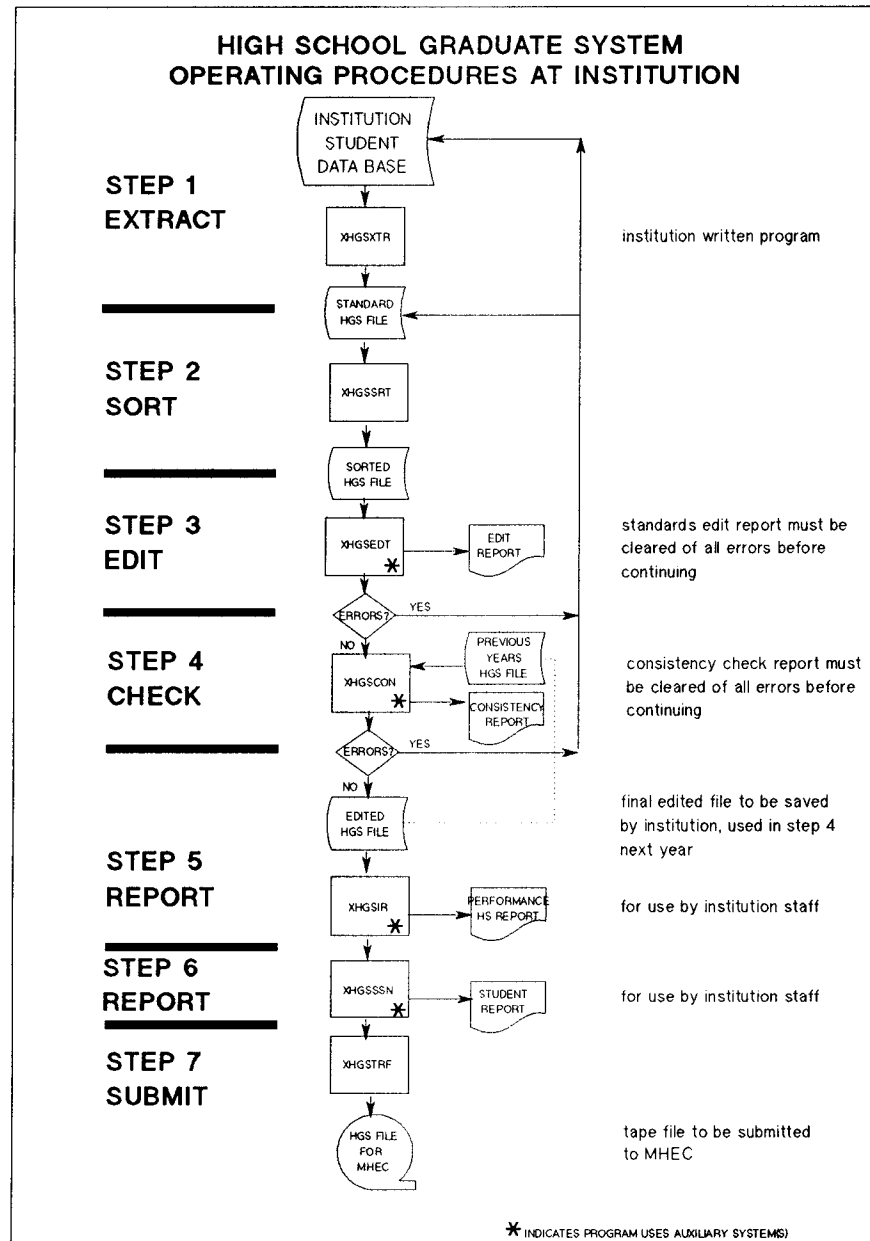 HIGH SCHOOL GRADUATE SYSTEM
OPERATING PROCEDURES AT INSTITUTION
INSTITUTION
STUDENT
DATA BASE
STEP 1
EXTRACT
XHGSXTR
institution written program
STANDARD
HGS FILE
STEP 2
SORT
XHGSSRT
SORTED
HGS FILE
STEP 3
EDIT
XHGSEDT
*
EDIT
REPORT
standards edit report must be
cleared of all errors before
continuing
ERRORS?
YES
NO
STEP 4
CHECK
XHGSCON
*
PREVIOUS
YEARS
HGS FILE
CONSISTENCY
REPORT
consistency check report must
be cleared of all errors before
continuing
ERRORS?
YES
NO
EDITED
HGS FILE
final edited file to be saved
by institution, used in step 4
next year
STEP 5
REPORT
XHGSIR
*
PERFORMANCE
HS REPORT
for use by institution staff
STEP 6
REPORT
XHGSSSN
*
STUDENT
REPORT
for use by institution staff
STEP 7
SUBMIT
XHGSTRF
HGS FILE
FOR
MHEC
tape file to be submitted
to MHEC
* INDICATES PROGRAM USES AUXILIARY SYSTEM(S)